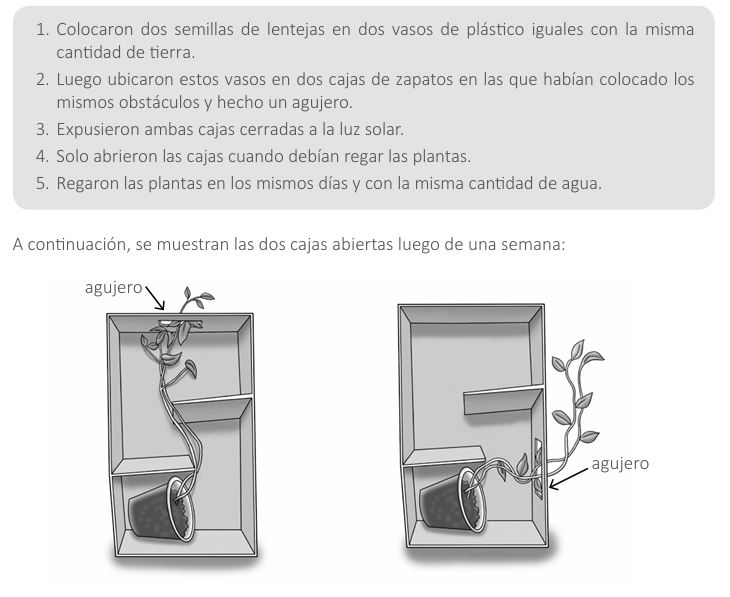 1. Colocaron dos semillas de lentejas en dos vasos de plástico iguales con la misma
cantidad de tierra.
2. Luego ubicaron estos vasos en dos cajas de zapatos en las que habían colocado los
mismos obstáculos y hecho un agujero.
3. Expusieron ambas cajas cerradas a la luz solar.
4. Solo abrieron las cajas cuando debían regar las plantas.
5. Regaron las plantas en los mismos días y con la misma cantidad de agua.
A continuación, se muestran las dos cajas abiertas luego de una semana:
agujero
agujero